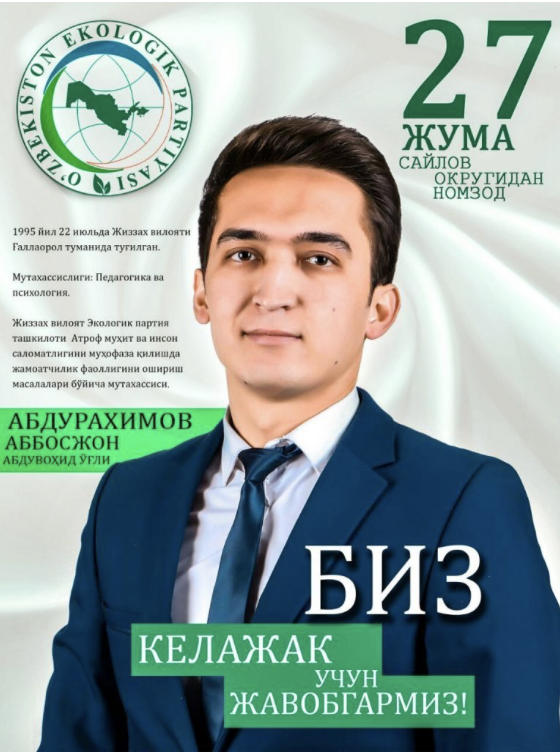 O'ZBEKISTON EKOLOGIK PARTIYASI
27
ЖУМА
САЙЛОВ
ОКРУГИДАН
НОМЗОД
1995 йил 22 июльда Жиззах вилояти
Ғаллаорол туманида тугилган.
Мутахассислиги: Педагогика ва
психология.
Жиззах вилоят Экологик партия
ташкилоти Атроф муҳит ва инсон
саломатлигини муҳофаза қилишда
жамоатчилик фаоллигини ошириш
масалалари бўйича мутахассиси.
АБДУРАХИМОВ
АББОСЖОН
АБДУВОҲИД ЎҒЛИ
БИЗ
КЕЛАЖАК
УЧУН
ЖАВОБГАРМИЗ!